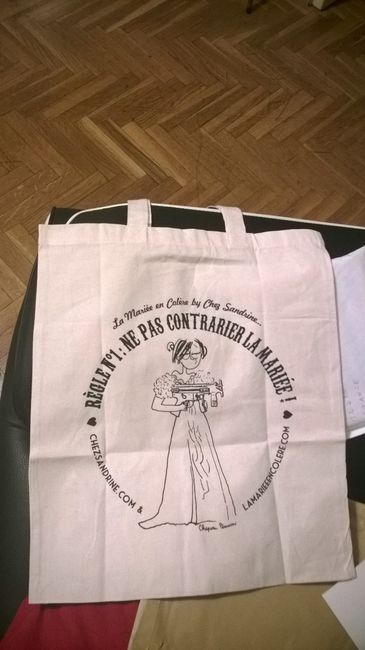 La Mariée en Colère by Chez Sandrine...
RÈGLE N°1 : NE PAS CONTRARIER LA MARIÉE !
CHEZSANDRINE.COM &
LAMARIEENCOLERE.COM